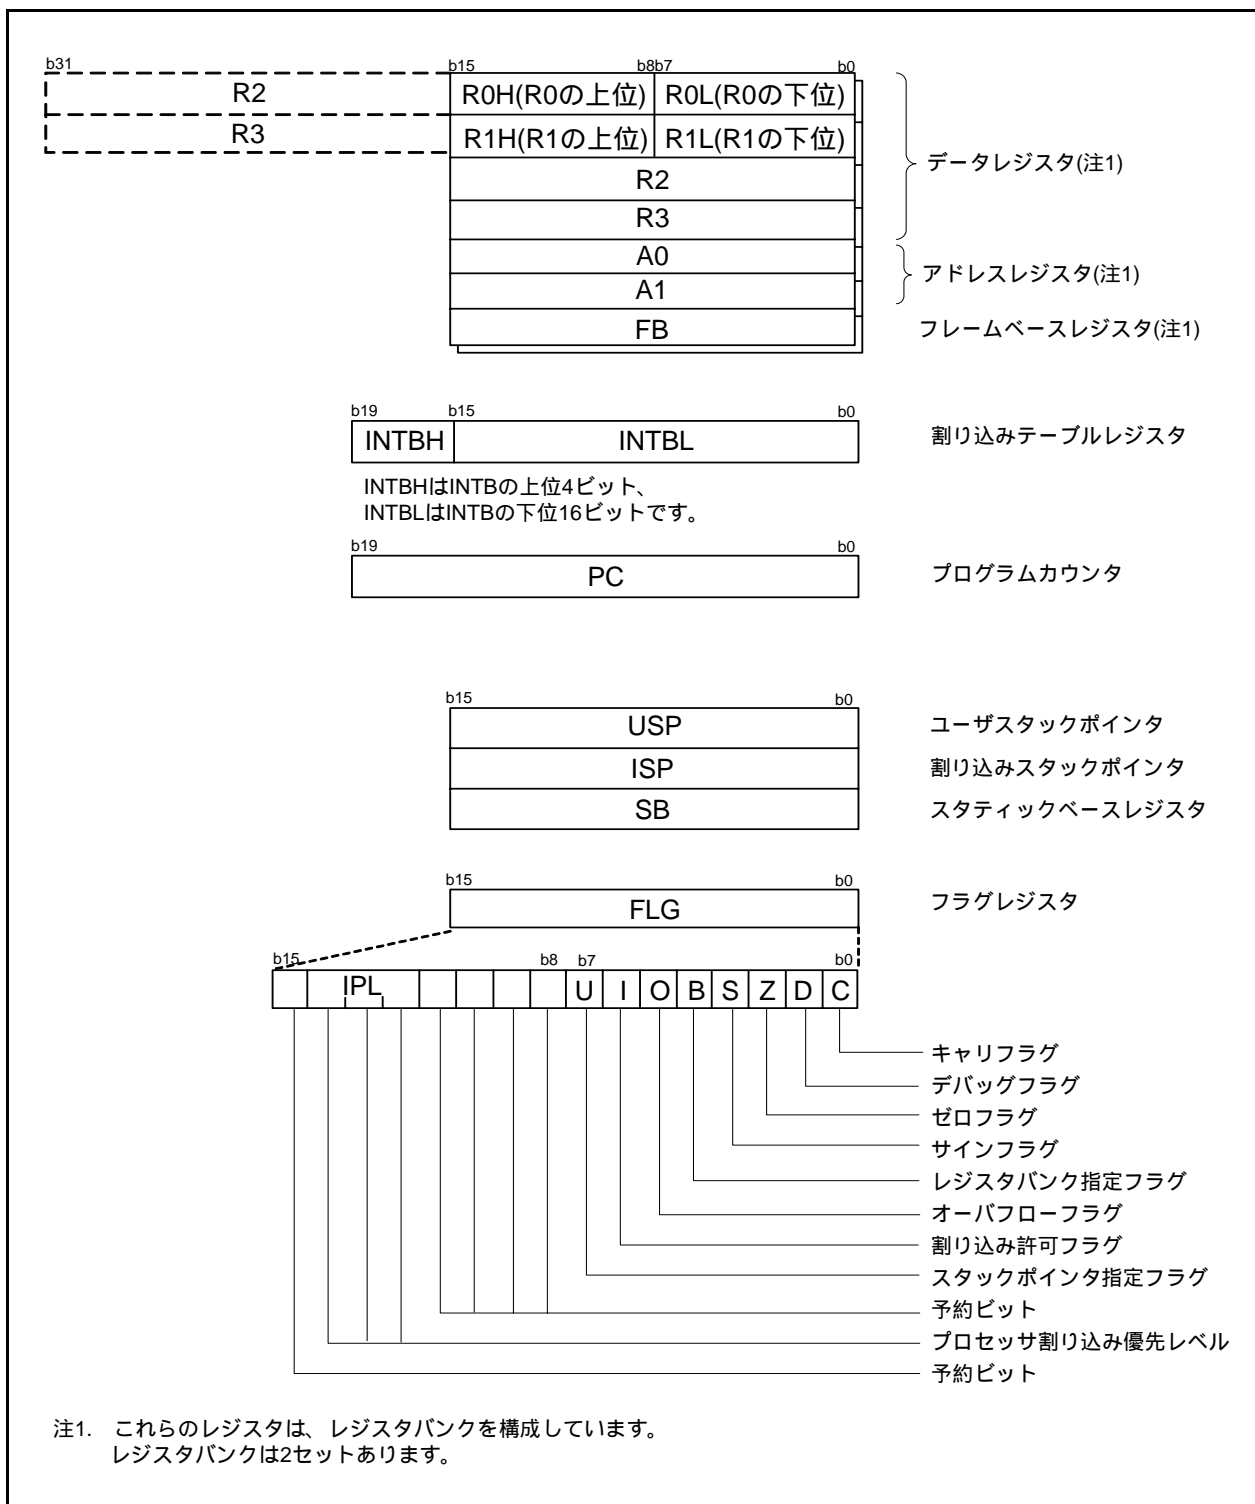 b31 b15 b8b7 b0
R2 R0H(R0の上位) R0L(R0の下位)
R3 R1H(R1の上位) R1L(R1の下位)
データレジスタ(注1)
R2
R3
A0
アドレスレジスタ(注1)
A1
FB フレームベースレジスタ(注1)
b19 b15 b0
INTBH INTBL 割り込みテーブルレジスタ
INTBHはINTBの上位4ビット、
INTBLはINTBの下位16ビットです。
b19 b0
PC プログラムカウンタ
b15 b0
USP ユーザスタックポインタ
ISP 割り込みスタックポインタ
SB スタティックベースレジスタ
b15 b0
FLG フラグレジスタ
b15 b8 b7 b0
IPL U I O B S Z D C
キャリフラグ
デバッグフラグ
ゼロフラグ
サインフラグ
レジスタバンク指定フラグ
オーバフローフラグ
割り込み許可フラグ
スタックポインタ指定フラグ
予約ビット
プロセッサ割り込み優先レベル
予約ビット
注1. これらのレジスタは、レジスタバンクを構成しています。
レジスタバンクは2セットあります。